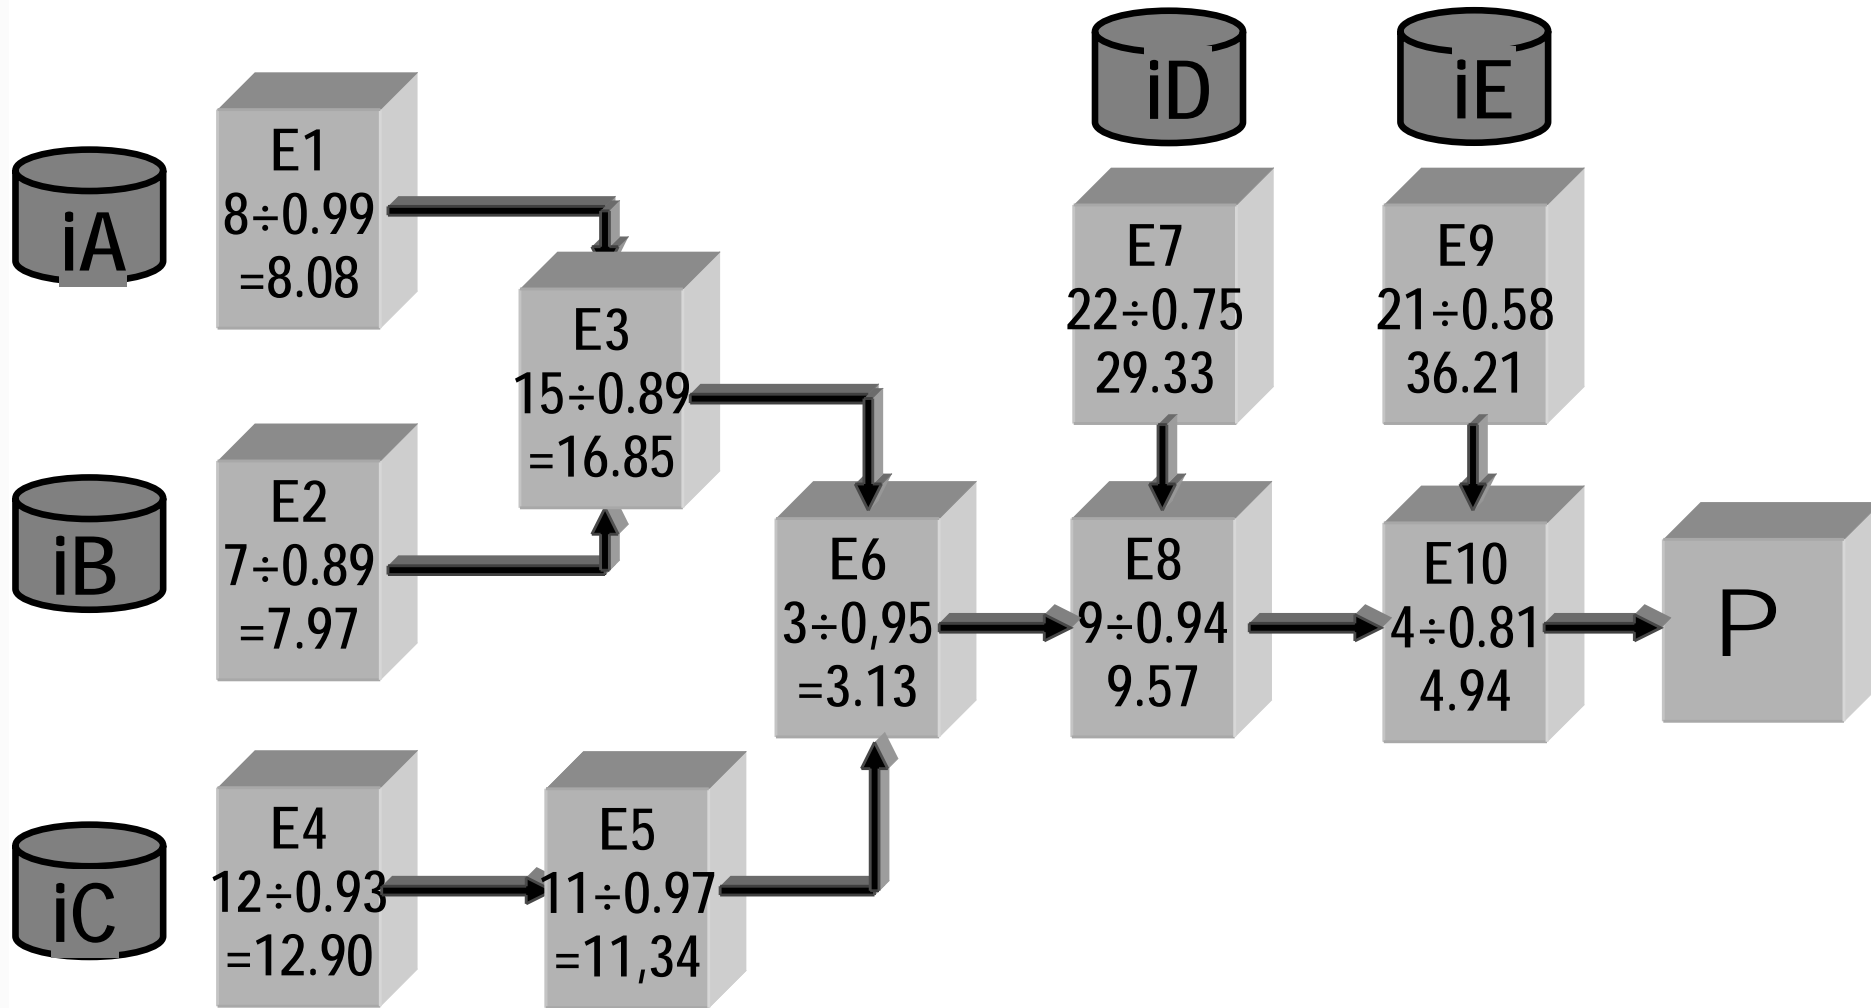 iA
E1
8÷0.99
=8.08
iB
E2
7÷0.89
=7.97
iC
E4
12÷0.93
=12.90
E3
15÷0.89
=16.85
E5
11÷0.97
=11,34
E6
3÷0,95
=3.13
iD
E7
22÷0.75
29.33
E8
9÷0.94
9.57
iE
E9
21÷0.58
36.21
E10
4÷0.81
4.94
P